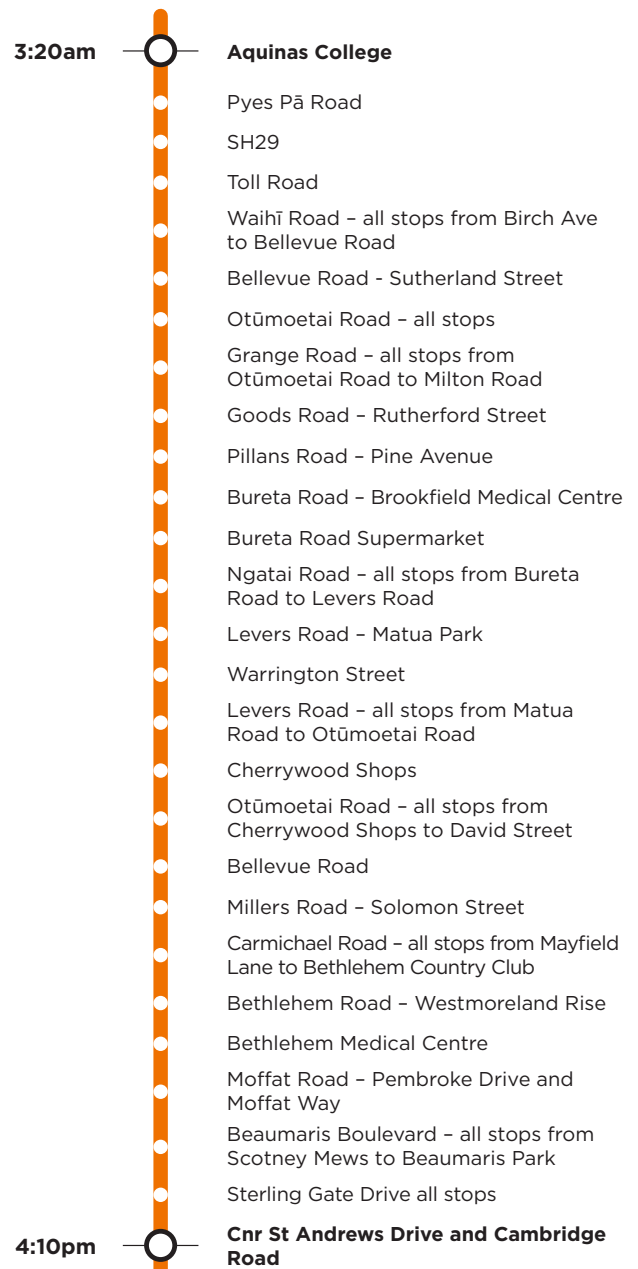 3:20am Aquinas College
Pyes Pā Road
SH29
Toll Road
Waihī Road – all stops from Birch Ave
to Bellevue Road
Bellevue Road - Sutherland Street
Otūmoetai Road – all stops
Grange Road – all stops from
Otūmoetai Road to Milton Road
Goods Road – Rutherford Street
Pillans Road – Pine Avenue
Bureta Road – Brookfield Medical Centre
Bureta Road Supermarket
Ngatai Road – all stops from Bureta
Road to Levers Road
Levers Road – Matua Park
Warrington Street
Levers Road – all stops from Matua
Road to Otūmoetai Road
Cherrywood Shops
Otūmoetai Road – all stops from
Cherrywood Shops to David Street
Bellevue Road
Millers Road – Solomon Street
Carmichael Road – all stops from Mayfield
Lane to Bethlehem Country Club
Bethlehem Road – Westmoreland Rise
Bethlehem Medical Centre
Moffat Road – Pembroke Drive and
Moffat Way
Beaumaris Boulevard – all stops from
Scotney Mews to Beaumaris Park
Sterling Gate Drive all stops
4:10pm Cnr St Andrews Drive and Cambridge
Road